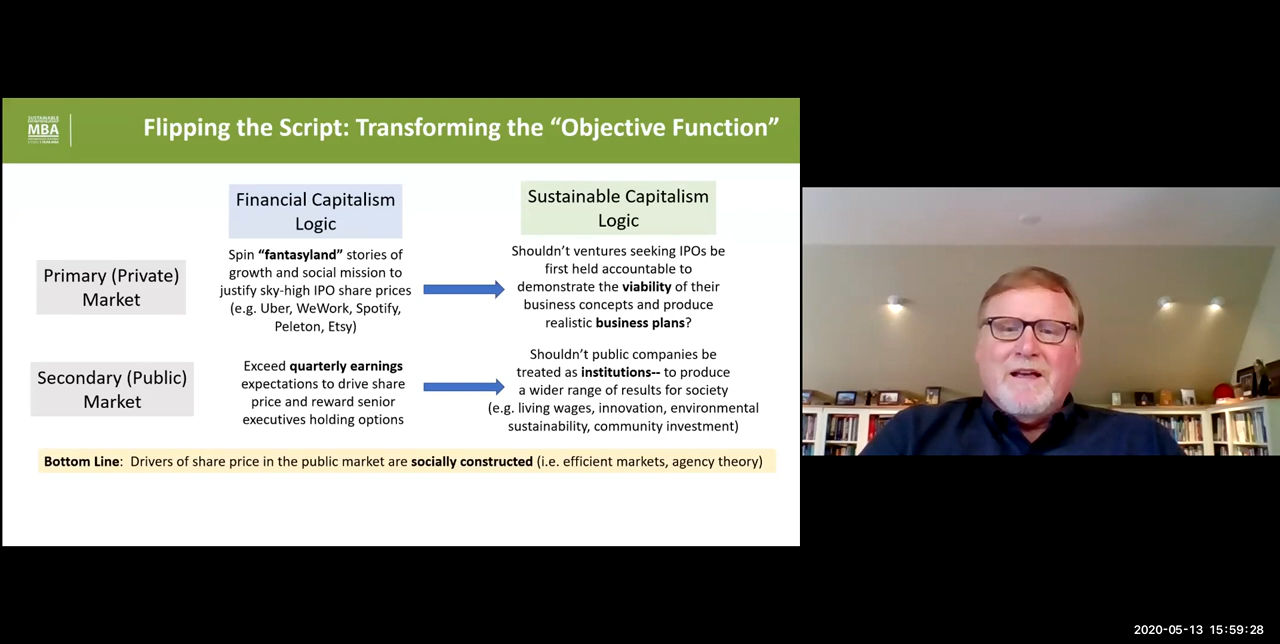 SUSTAINABLE
MBA
Flipping the Script: Transforming the “Objective Function”
Financial Capitalism
Logic
Sustainable Capitalism
Logic
Primary (Private)
Market
Spin “fantasyland” stories of
growth and social mission to
justify sky-high IPO share prices
(e.g. Uber, WeWork, Spotify,
Peleton, Etsy)
Shouldn’t ventures seeking IPOs be
first held accountable to
demonstrate the viability of their
business concepts and produce
realistic business plans?
Secondary (Public)
Market
Exceed quarterly earnings
expectations to drive share
price and reward senior
executives holding options
Shouldn’t public companies be
treated as institutions-- to produce
a wider range of results for society
(e.g. living wages, innovation, environmental
sustainability, community investment)
Bottom Line: Drivers of share price in the public market are socially constructed (i.e. efficient markets, agency theory)
2020-05-13 15:59:28